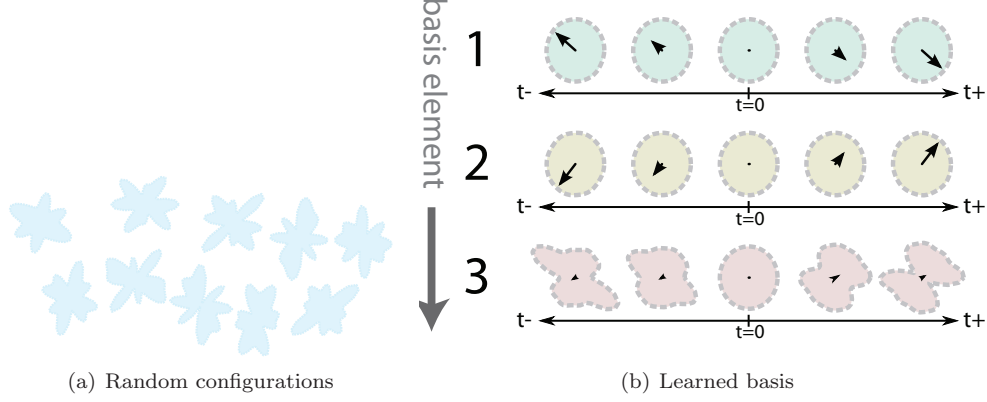 basis element
1
t-
t=0
t+
2
t-
t=0
t+
3
t-
t=0
t+
(a) Random configurations
(b) Learned basis